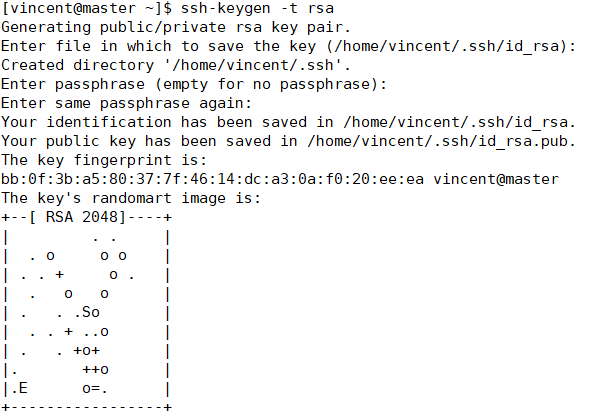 [vincent@master ~]$ ssh-keygen -t rsa
Generating public/private rsa key pair.
Enter file in which to save the key (/home/vincent/.ssh/id_rsa):
Created directory '/home/vincent/.ssh'.
Enter passphrase (empty for no passphrase):
Enter same passphrase again:
Your identification has been saved in /home/vincent/.ssh/id_rsa.
Your public key has been saved in /home/vincent/.ssh/id_rsa.pub.
The key fingerprint is:
bb:0f:3b:a5:80:37:7f:46:14:dc:a3:0a:f0:20:ee:ea vincent@master
The key's randomart image is:
+--[ RSA 2048]----+
|         . .     |
|  . o     o o    |
| . . +     o .   |
|  .   o   o      |
| .   . .So       |
|  . . + ..o      |
| .   . +o+       |
|.       ++o      |
|.E      o=.      |
+-----------------+